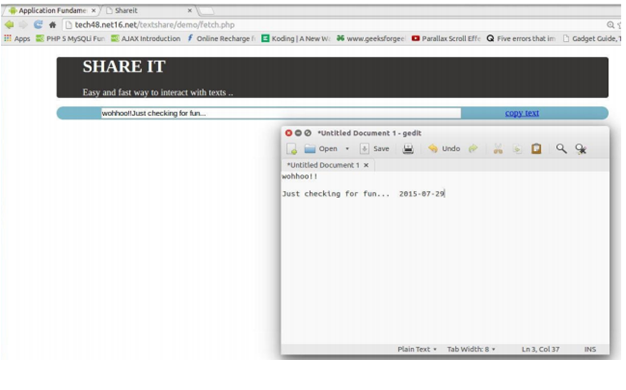 Application Fundame
Shareit
tech48.net16.net/textshare/demo/fetch.php
Apps PHP 5 MySQLi Fun AJAX Introduction Online Recharge Koding | A New W www.geeksforgee Parallax Scroll Effe Five errors that im Gadget Guide, T
SHARE IT
Easy and fast way to interact with texts ..
wohhoo!!Just checking for fun... copy text
*Untitled Document 1 - gedit
Open Save Undo
*Untitled Document 1 ×
wohhoo!!
Just checking for fun... 2015-07-29
Plain Text Tab Width: 8 Ln 3, Col 37 INS